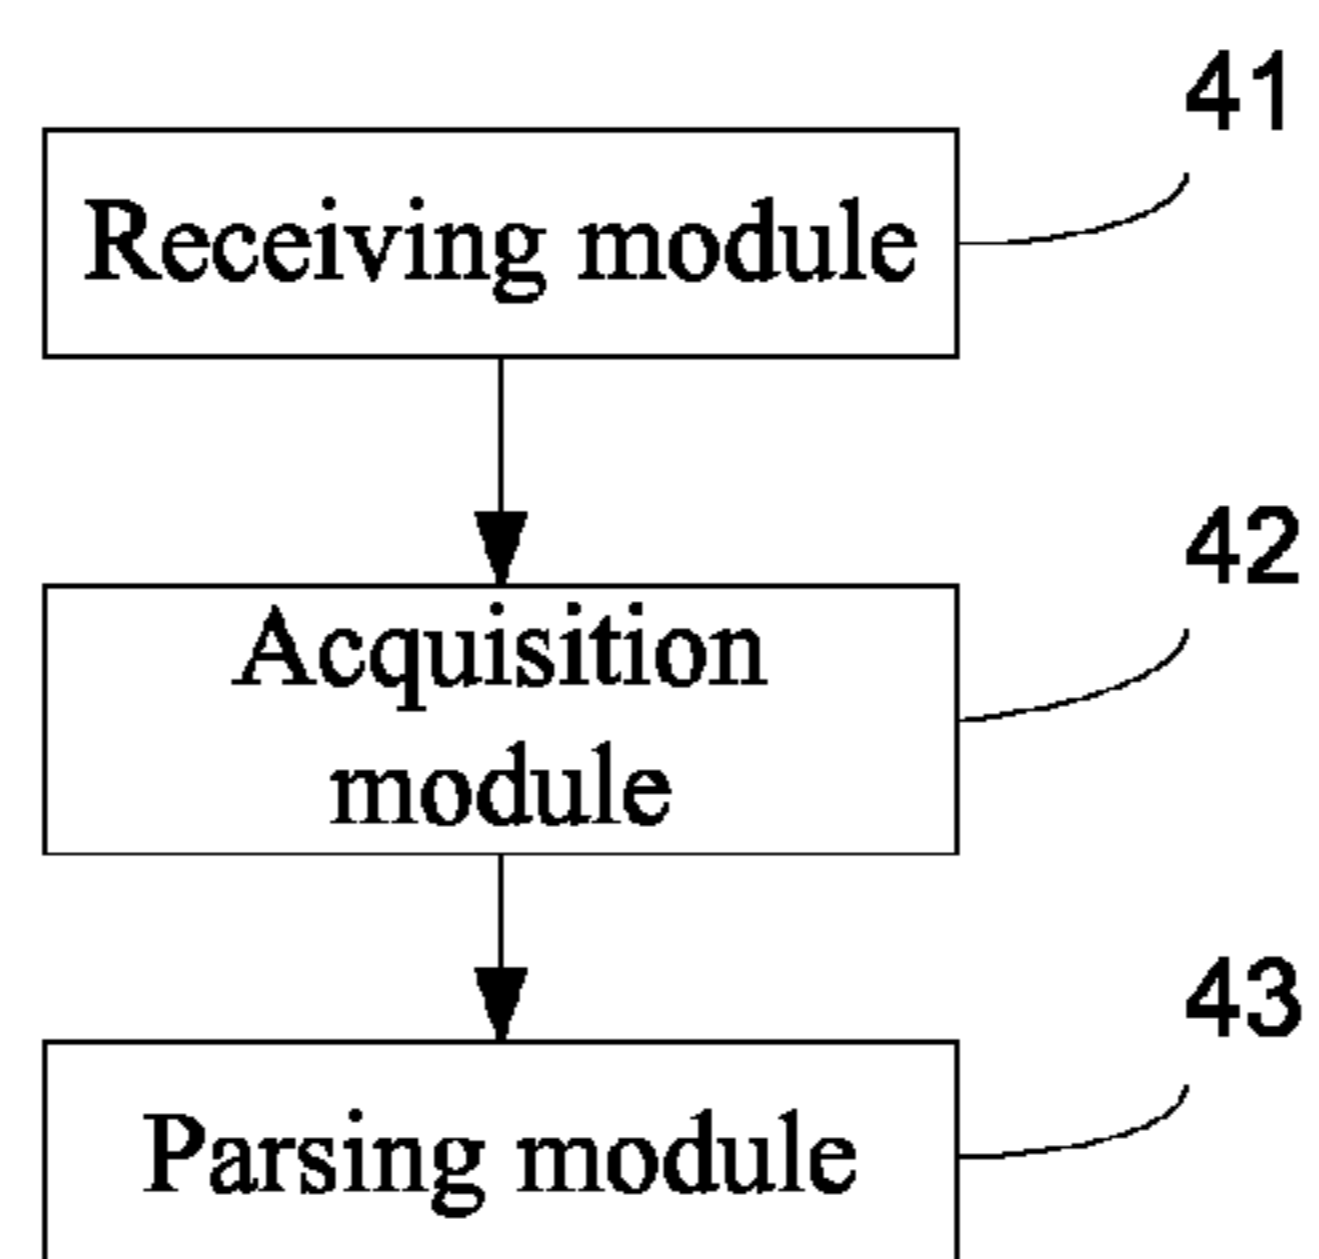 41
Receiving module
42
Acquisition
module
43
Parsing module